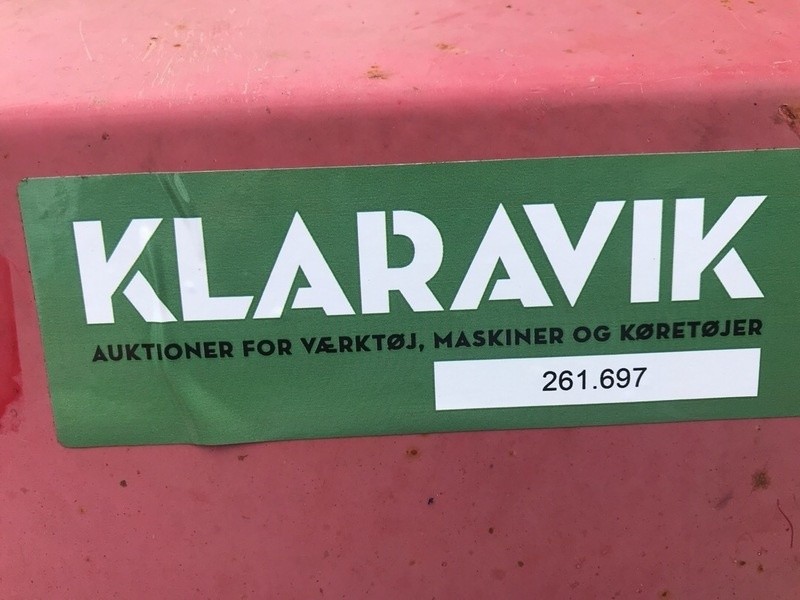 KLARAVIK
AUKTIONER FOR VÆRKTØJ, MASKINER OG KØRETØJER
261.697